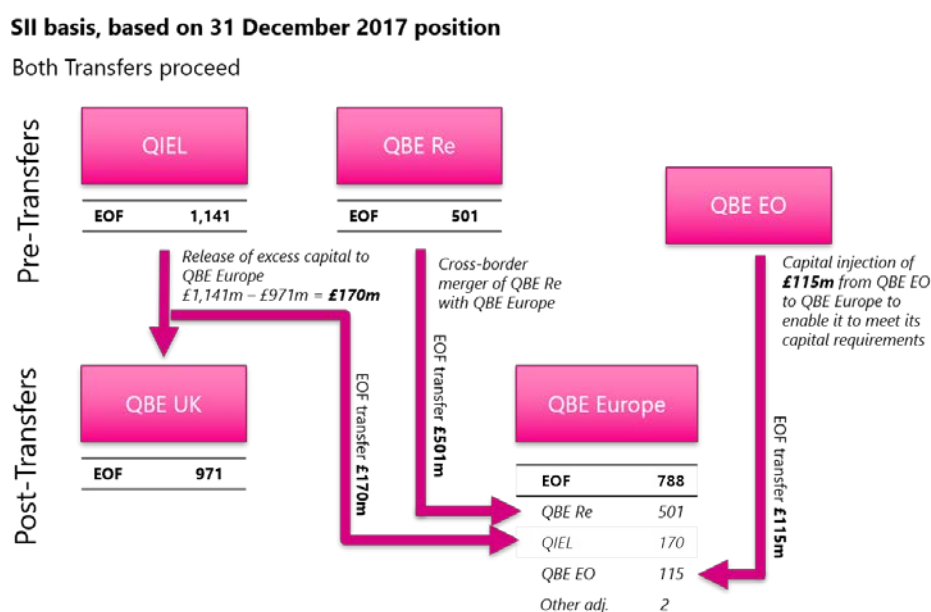 SII basis, based on 31 December 2017 position
Both Transfers proceed
Pre-Transfers
QIEL
EOF 1,141
QBE Re
EOF 501
QBE EO
Release of excess capital to
QBE Europe
£1,141m – £971m = £170m
Cross-border
merger of QBE Re
with QBE Europe
Capital injection of
£115m from QBE EO
to QBE Europe to
enable it to meet its
capital requirements
EOF transfer £170m
EOF transfer £501m
EOF transfer £115m
Post-Transfers
QBE UK
EOF 971
QBE Europe
EOF 788
QBE Re 501
QIEL 170
QBE EO 115
Other adj. 2